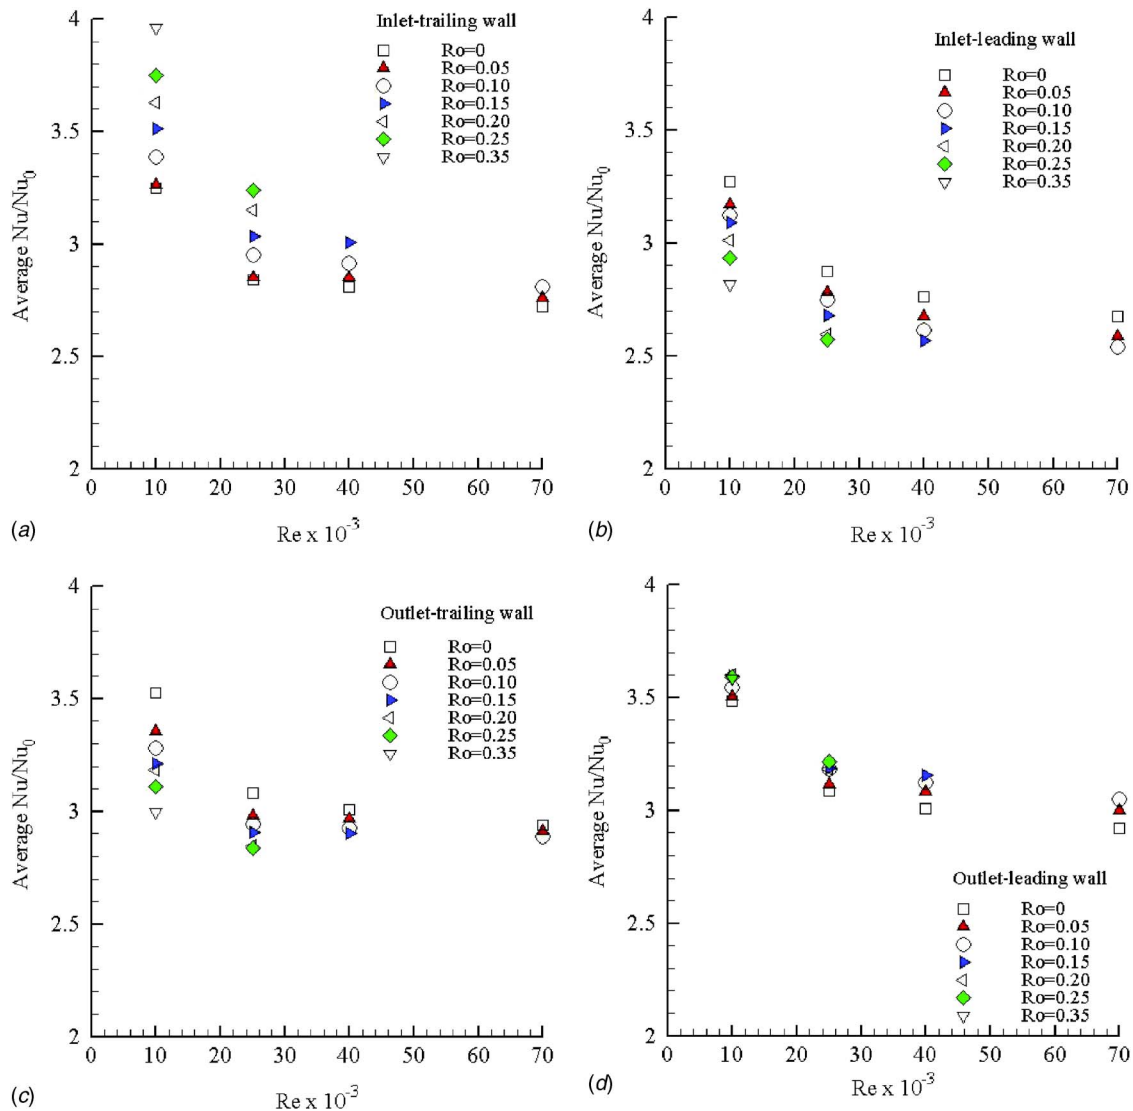 4
3.5
3
2.5
2
Average Nu/Nu0
Inlet-trailing wall
Ro=0
Ro=0.05
Ro=0.10
Ro=0.15
Ro=0.20
Ro=0.25
Ro=0.35
0 10 20 30 40 50 60 70
(a)
Re x 10-3
4
3.5
3
2.5
2
Average Nu/Nu0
Inlet-leading wall
Ro=0
Ro=0.05
Ro=0.10
Ro=0.15
Ro=0.20
Ro=0.25
Ro=0.35
0 10 20 30 40 50 60 70
(b)
Re x 10-3
4
3.5
3
2.5
2
Average Nu/Nu0
Outlet-trailing wall
Ro=0
Ro=0.05
Ro=0.10
Ro=0.15
Ro=0.20
Ro=0.25
Ro=0.35
0 10 20 30 40 50 60 70
(c)
Re x 10-3
4
3.5
3
2.5
2
Average Nu/Nu0
Outlet-leading wall
Ro=0
Ro=0.05
Ro=0.10
Ro=0.15
Ro=0.20
Ro=0.25
Ro=0.35
0 10 20 30 40 50 60 70
(d)
Re x 10-3